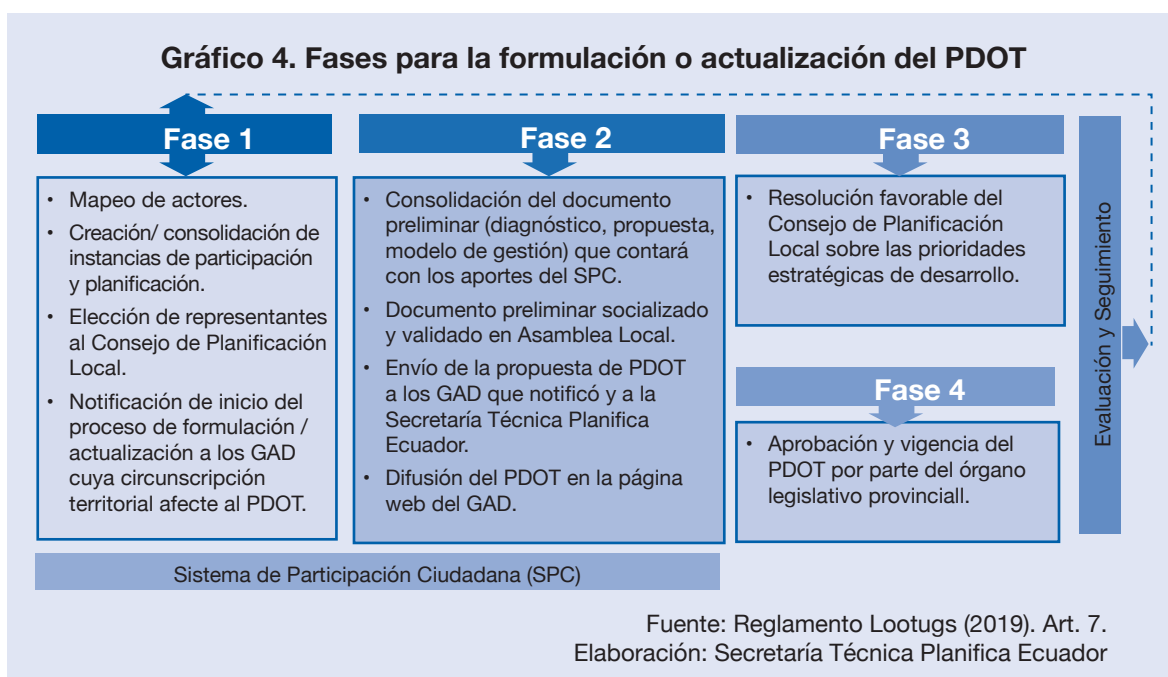 Gráfico 4. Fases para la formulación o actualización del PDOT
Fase 1
• Mapeo de actores.
• Creación/ consolidación de
instancias de participación
y planificación.
• Elección de representantes
al Consejo de Planificación
Local.
• Notificación de inicio del
proceso de formulación /
actualización a los GAD
cuya circunscripción
territorial afecte al PDOT.
Fase 2
• Consolidación del documento
preliminar (diagnóstico, propuesta,
modelo de gestión) que contará
con los aportes del SPC.
• Documento preliminar socializado
y validado en Asamblea Local.
• Envío de la propuesta de PDOT
a los GAD que notificó y a la
Secretaría Técnica Planifica
Ecuador.
• Difusión del PDOT en la página
web del GAD.
Sistema de Participación Ciudadana (SPC)
Fase 3
• Resolución favorable del
Consejo de Planificación
Local sobre las prioridades
estratégicas de desarrollo.
Fase 4
• Aprobación y vigencia del
PDOT por parte del órgano
legislativo provinciall.
Evaluación y Seguimiento
Fuente: Reglamento Lootugs (2019). Art. 7.
Elaboración: Secretaría Técnica Planifica Ecuador